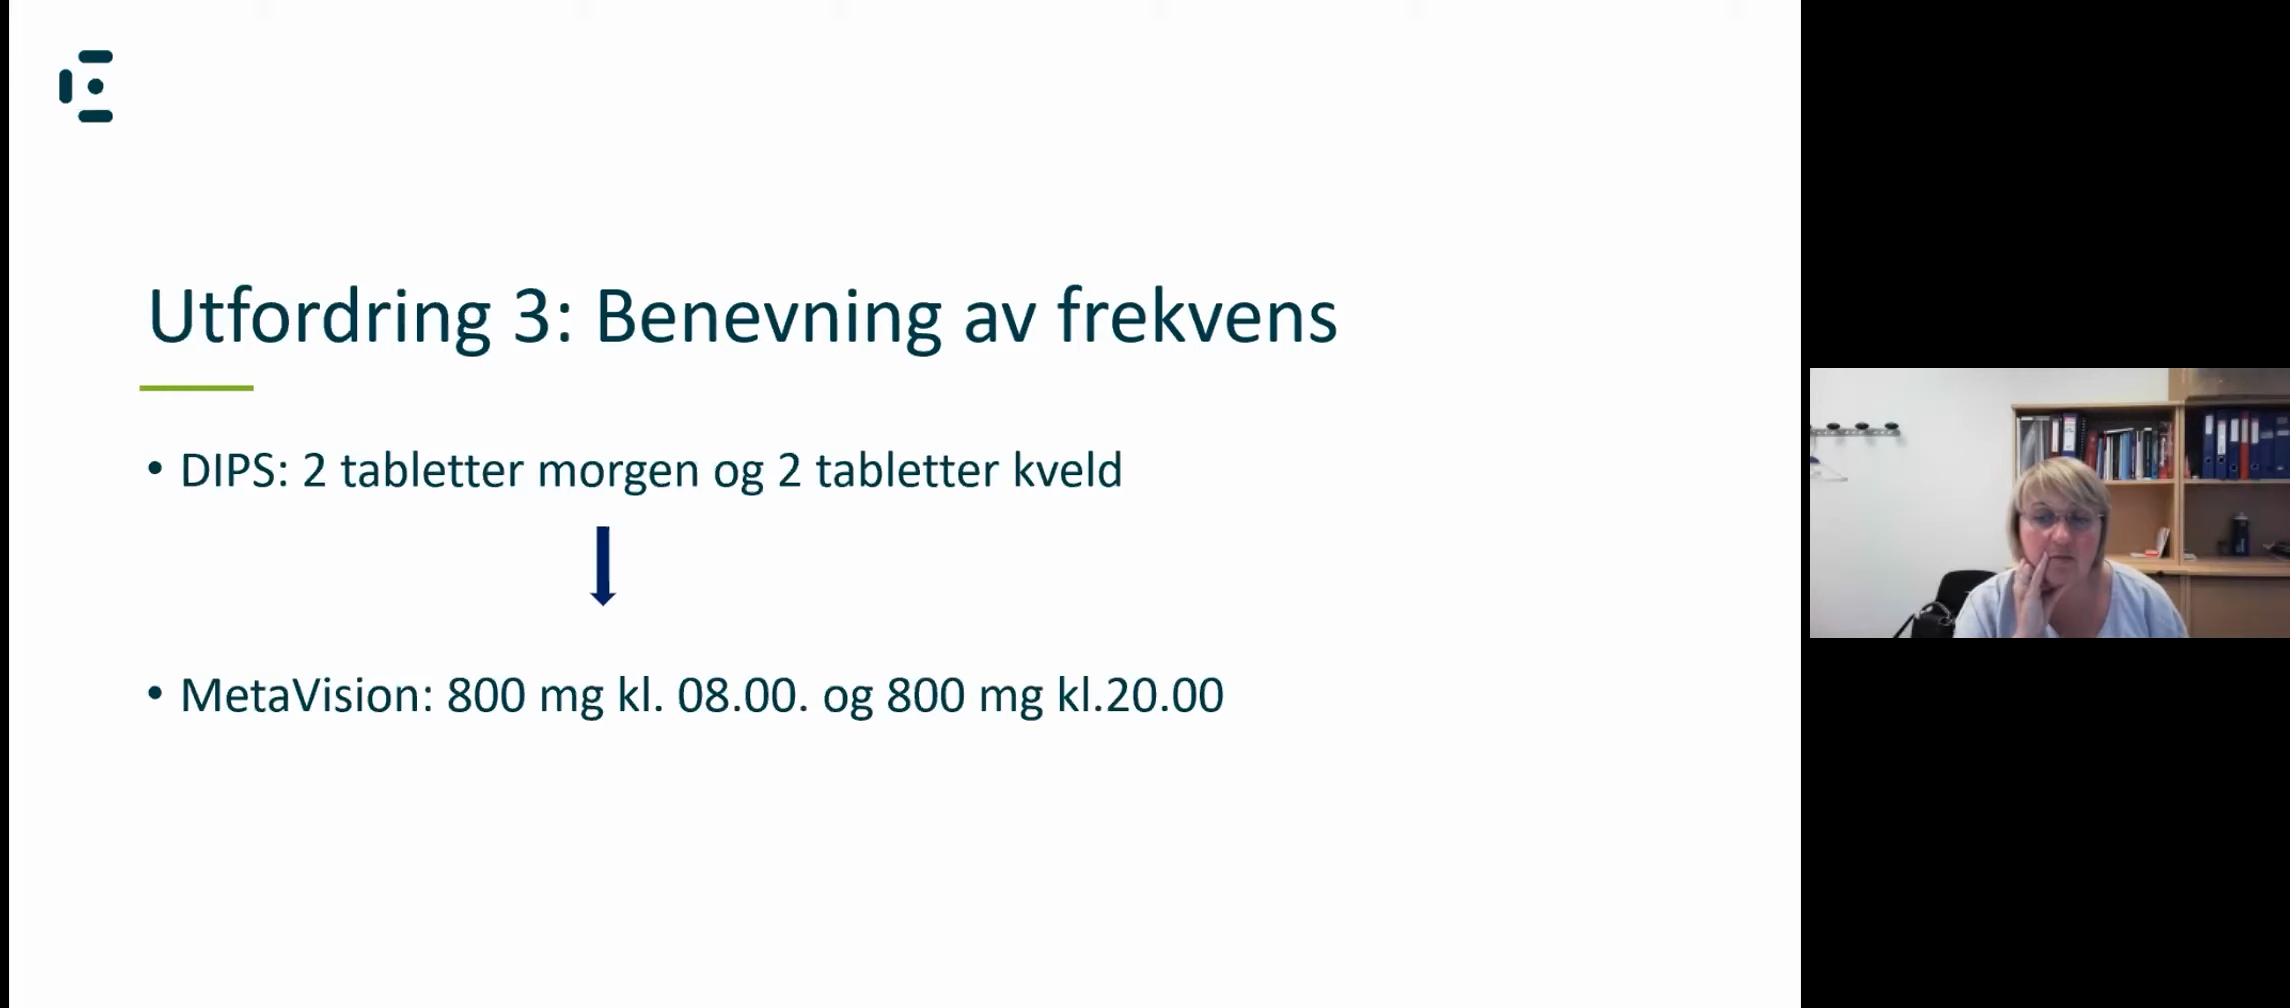 Utfordring 3: Benevning av frekvens
• DIPS: 2 tabletter morgen og 2 tabletter kveld
• MetaVision: 800 mg kl. 08.00. og 800 mg kl.20.00